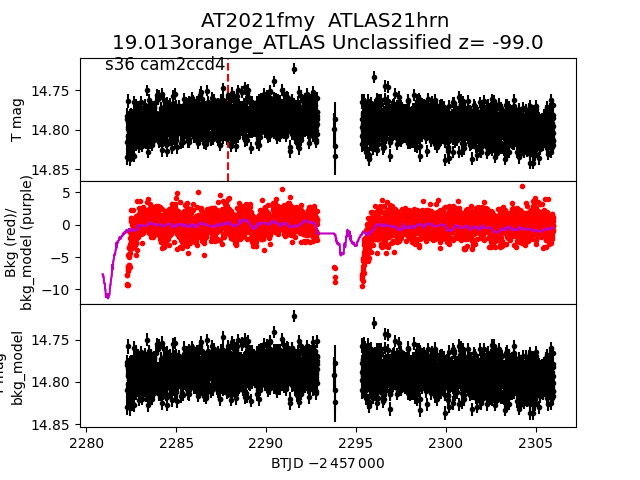 AT2021fmy  ATLAS21hrn
19.013orange_ATLAS Unclassified z= -99.0
s36 cam2ccd4
T mag
14.75
14.80
14.85
Bkg (red)/
bkg_model (purple)
5
0
−5
−10
bkg_model
14.75
14.80
14.85
2280
2285
2290
2295
2300
2305
BTJD −2 457 000